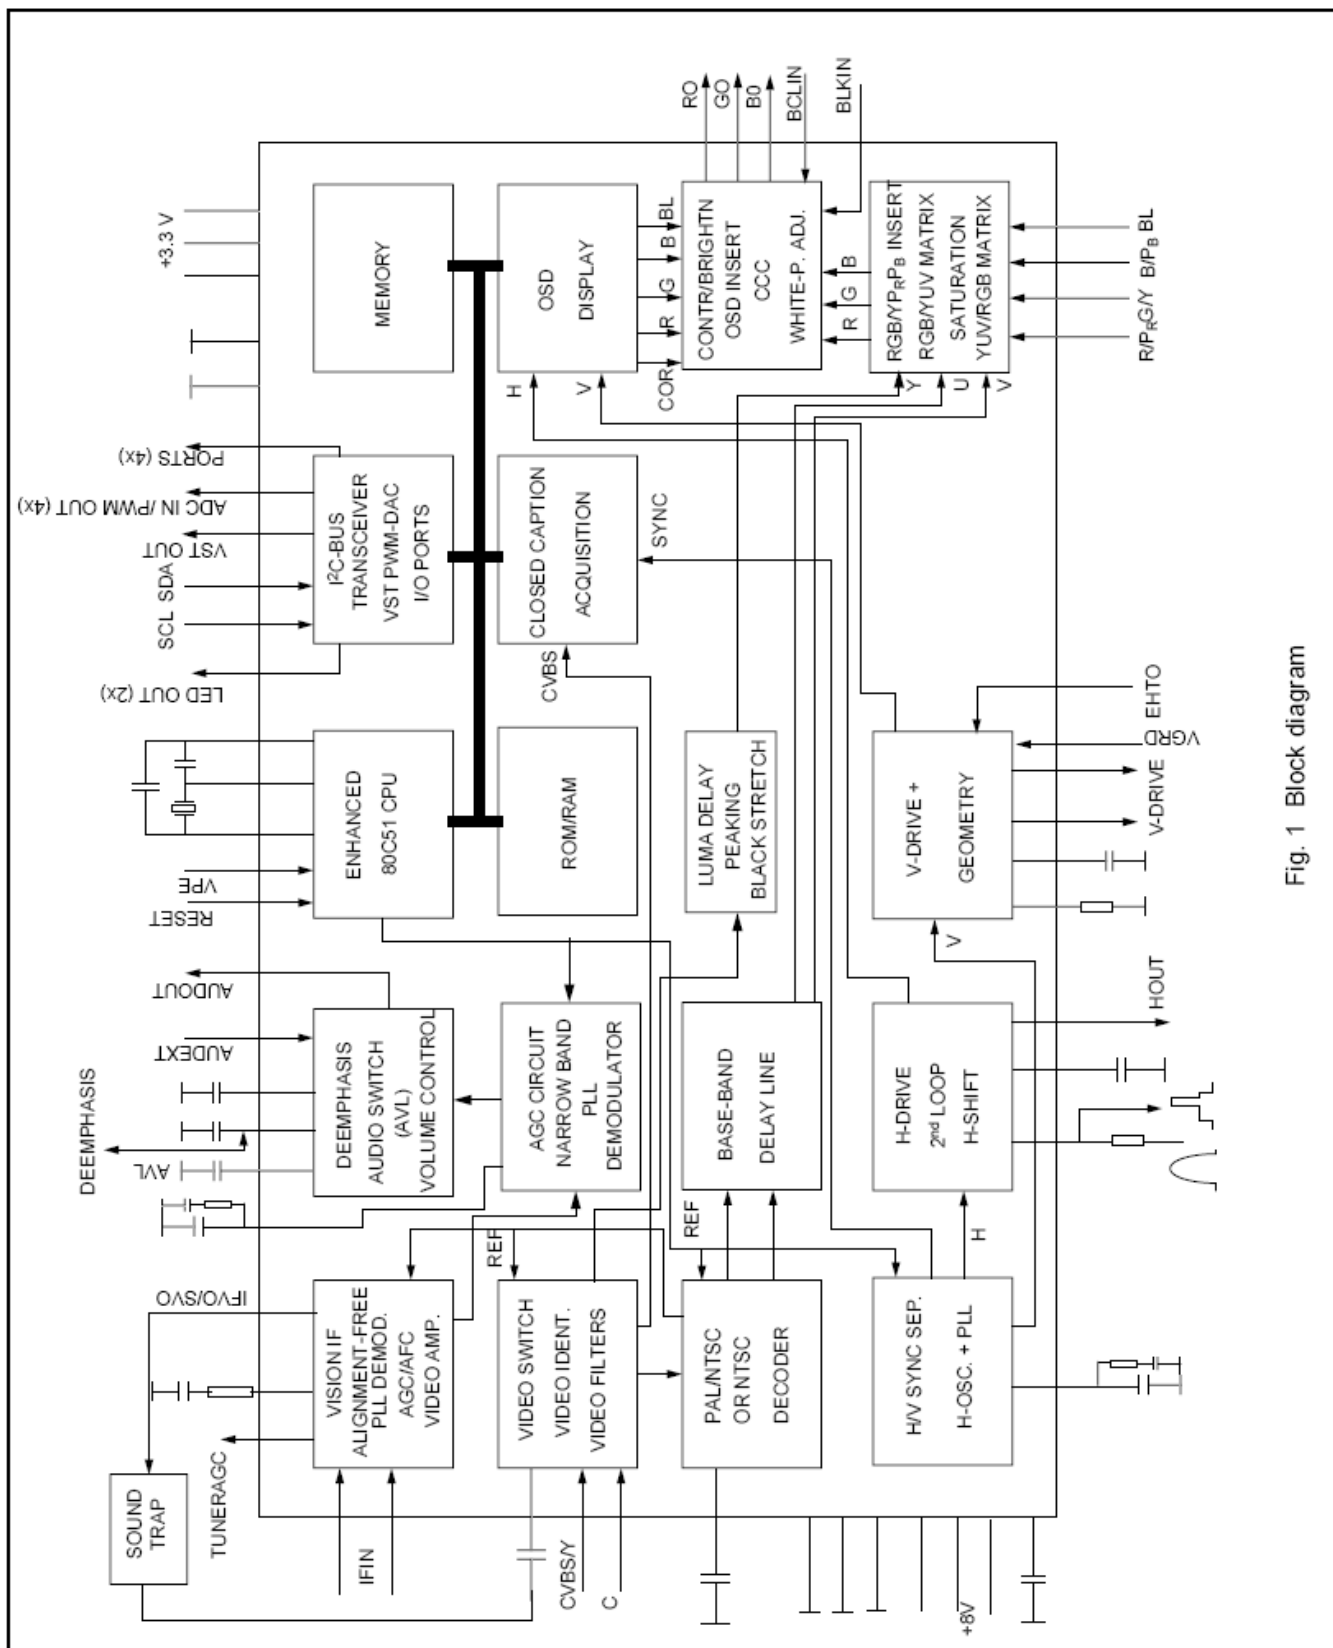 SOUND
TRAP
TUNERAGC
IFVO/SVO
AVL
DEEMPHASIS
AUDEXT
AUDOUT
RESET
VPE
LED OUT (2x)
SCL
SDA
VST OUT
ADC IN /PWM OUT (4x)
PORTS (4x)
+3.3 V
IFIN
VISION IF
ALIGNMENT-FREE
PLL DEMOD.
AGC/AFC
VIDEO AMP.
DEEMPHASIS
AUDIO SWITCH
(AVL)
VOLUME CONTROL
ENHANCED
80C51 CPU
I²C-BUS
TRANSCEIVER
VST PWM-DAC
I/O PORTS
MEMORY
CVBS/Y
C
REF
VIDEO SWITCH
VIDEO IDENT.
VIDEO FILTERS
AGC CIRCUIT
NARROW BAND
PLL
DEMODULATOR
ROM/RAM
CVBS
CLOSED CAPTION
ACQUISITION
SYNC
H
V
OSD
DISPLAY
COR
R
G
B
BL
REF
PAL/NTSC
OR NTSC
DECODER
BASE-BAND
DELAY LINE
LUMA DELAY
PEAKING
BLACK STRETCH
CONTR/BRIGHTN
OSD INSERT
CCC
WHITE-P. ADJ.
RO
GO
B0
BCLIN
BLKIN
R
G
B
Y
U
V
RGB/YPRPB INSERT
RGB/YUV MATRIX
SATURATION
YUV/RGB MATRIX
H/V SYNC SEP.
H-OSC. + PLL
H
H-DRIVE
2nd LOOP
H-SHIFT
V
V-DRIVE +
GEOMETRY
+8V
HOUT
V-DRIVE
VGRD
EHTO
R/PR
G/Y
B/PB
BL
Fig. 1 Block diagram